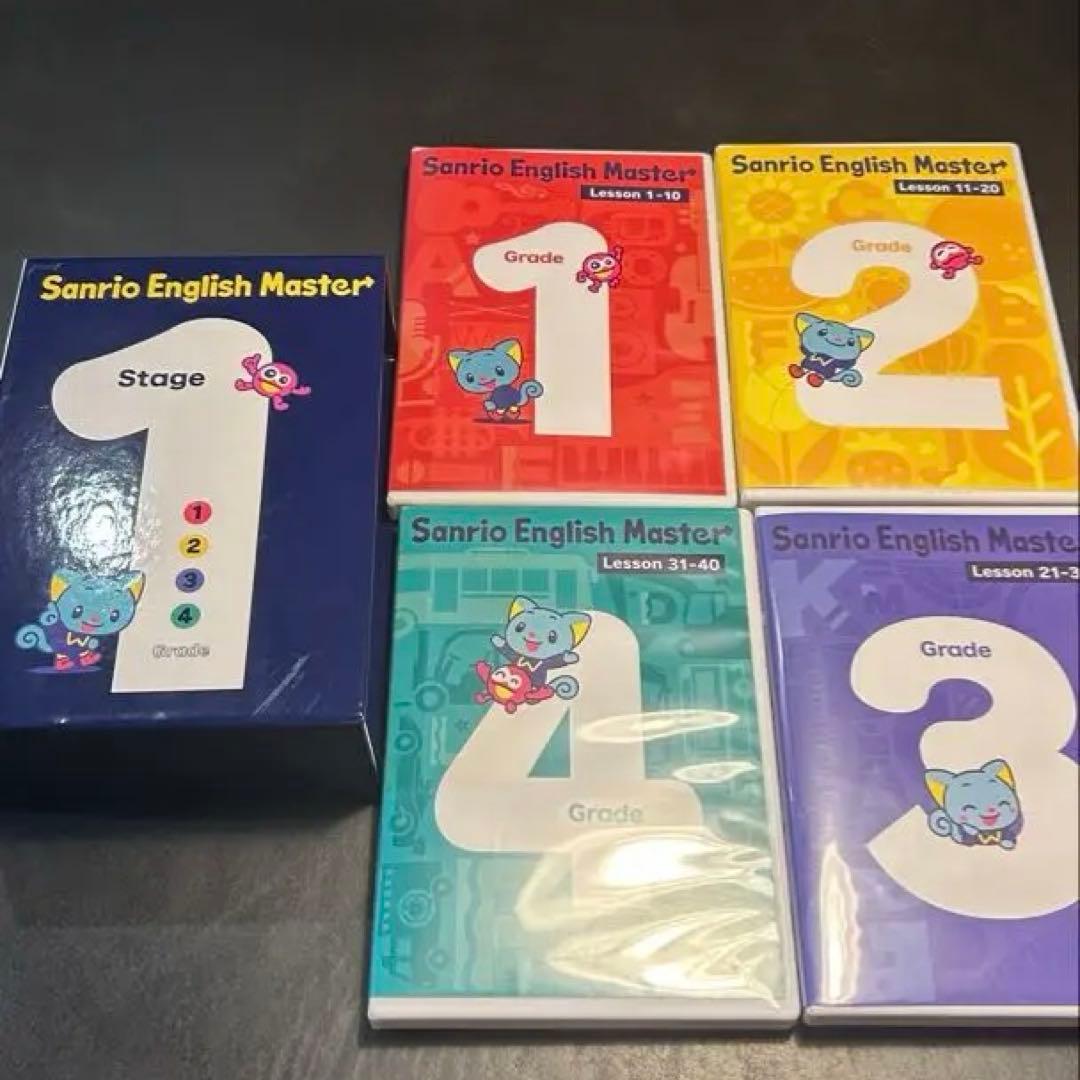 Sanrio English Master+
Stage
1
1
2
3
4
Grade
Sanrio English Master+
Lesson 1-10
Grade
1
Sanrio English Master+
Lesson 11-20
Grade
2
Sanrio English Master+
Lesson 31-40
4
Grade
Sanrio English Maste
Lesson 21-3
Grade
3